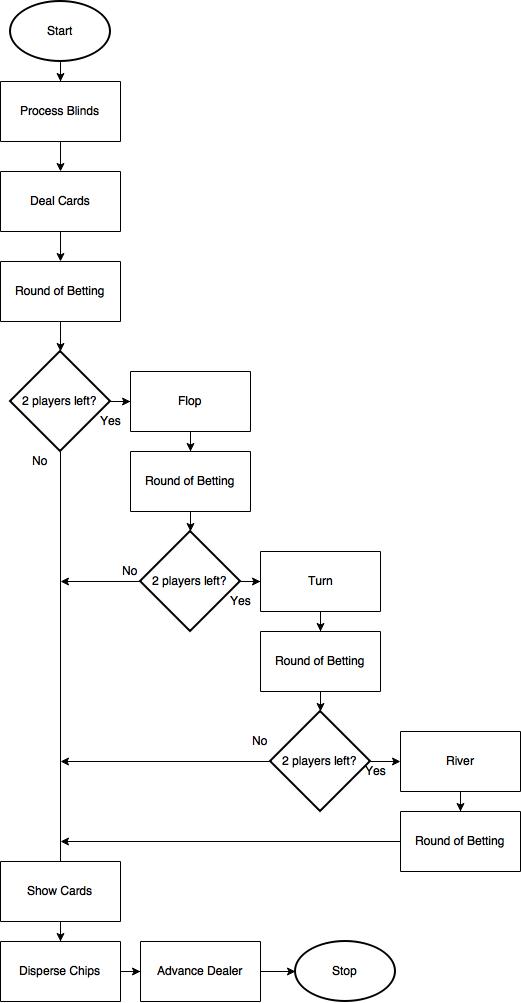 Start
Process Blinds
Deal Cards
Round of Betting
2 players left?
Yes
No
Flop
Round of Betting
2 players left?
No
Yes
Turn
Round of Betting
2 players left?
No
Yes
River
Round of Betting
Show Cards
Disperse Chips
Advance Dealer
Stop